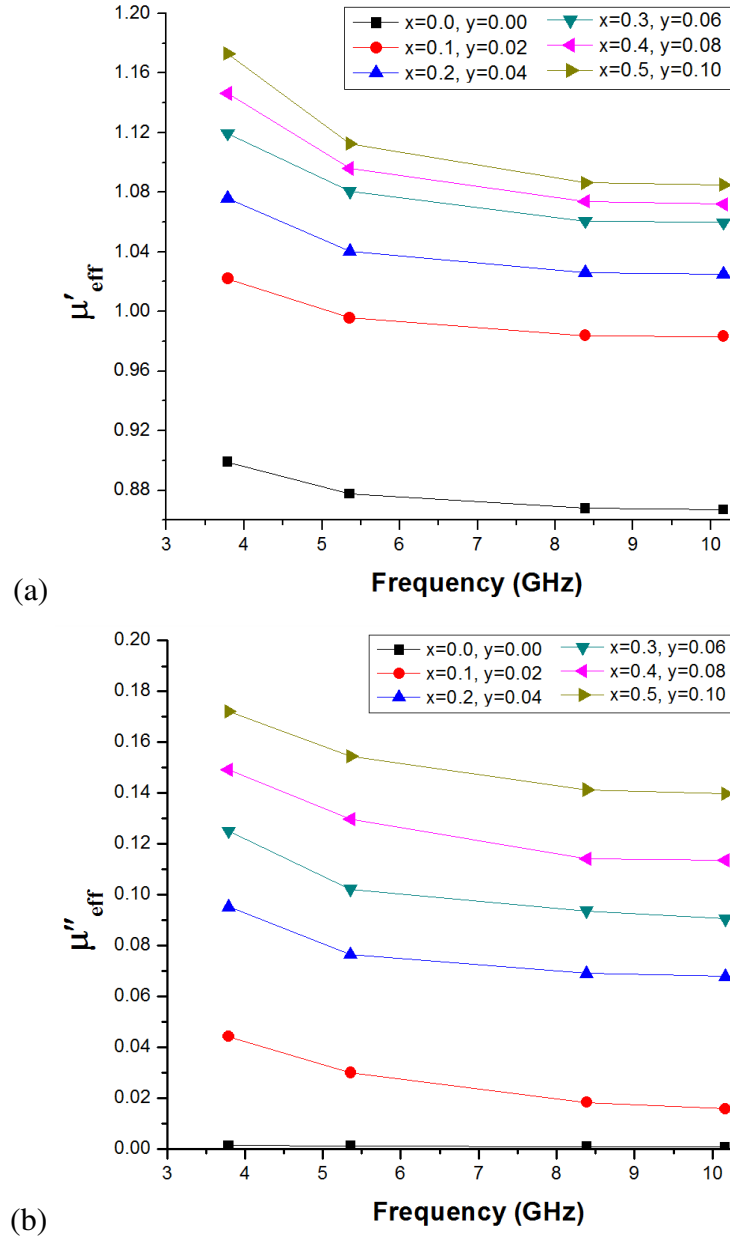 1.20
1.16
1.12
1.08
1.04
1.00
0.96
0.92
0.88
μ′eff
x=0.0, y=0.00
x=0.1, y=0.02
x=0.2, y=0.04
x=0.3, y=0.06
x=0.4, y=0.08
x=0.5, y=0.10
3 4 5 6 7 8 9 10
Frequency (GHz)
(a)
0.20
0.18
0.16
0.14
0.12
0.10
0.08
0.06
0.04
0.02
0.00
μ″eff
x=0.0, y=0.00
x=0.1, y=0.02
x=0.2, y=0.04
x=0.3, y=0.06
x=0.4, y=0.08
x=0.5, y=0.10
3 4 5 6 7 8 9 10
Frequency (GHz)
(b)